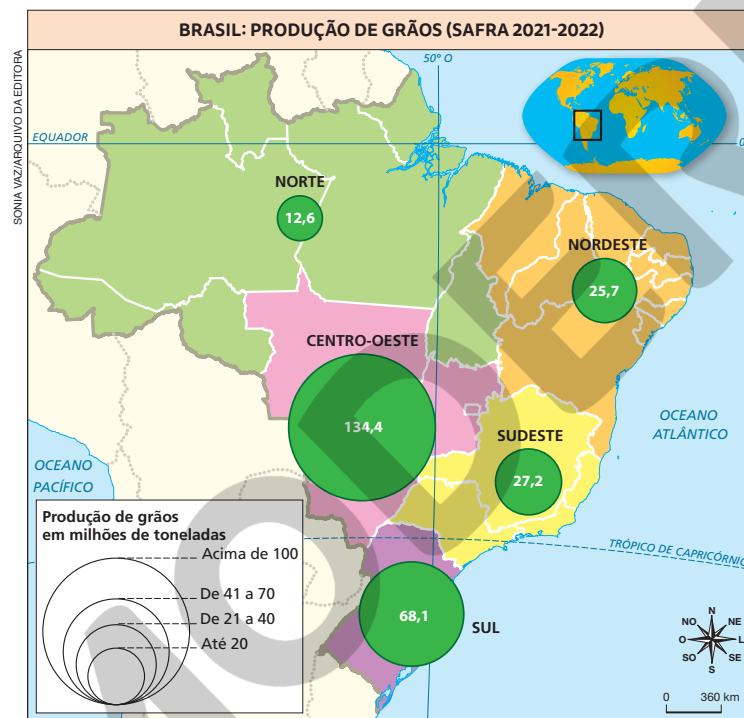 BRASIL: PRODUÇÃO DE GRÃOS (SAFRA 2021-2022)
SONIA VAZ/ARQUIVO DA EDITORA
50° O
EQUADOR
0
NORTE
12,6
NORDESTE
25,7
CENTRO-OESTE
134,4
SUDESTE
27,2
OCEANO
ATLÂNTICO
OCEANO
PACÍFICO
TRÓPICO DE CAPRICÓRNIO
SUL
68,1
Produção de grãos
em milhões de toneladas
Acima de 100
De 41 a 70
De 21 a 40
Até 20
N
NO NE
O L
SO SE
S
0 360 km